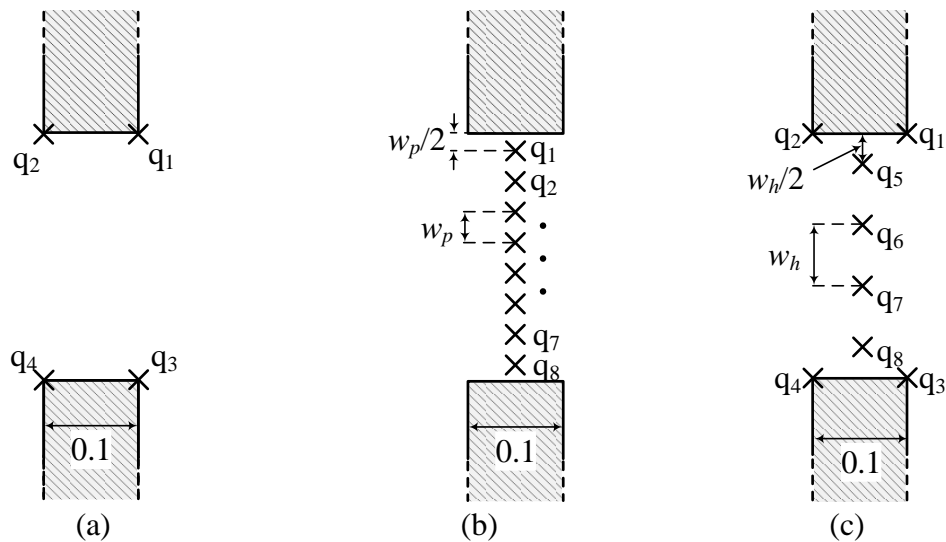 q₂
q₁
q₄
q₃
0.1
(a)
wₚ/2
q₁
q₂
wₚ
q₇
q₈
0.1
(b)
q₂
q₁
wₕ/2
q₅
q₆
wₕ
q₇
q₈
q₄
q₃
0.1
(c)